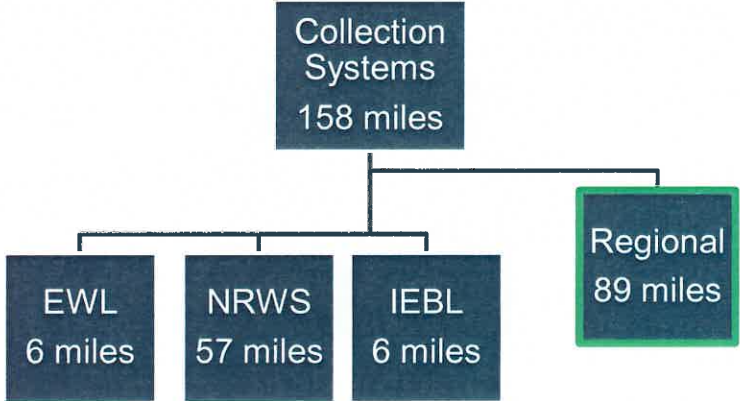 Collection
Systems
158 miles
Regional
89 miles
EWL
6 miles
NRWS
57 miles
IEBL
6 miles